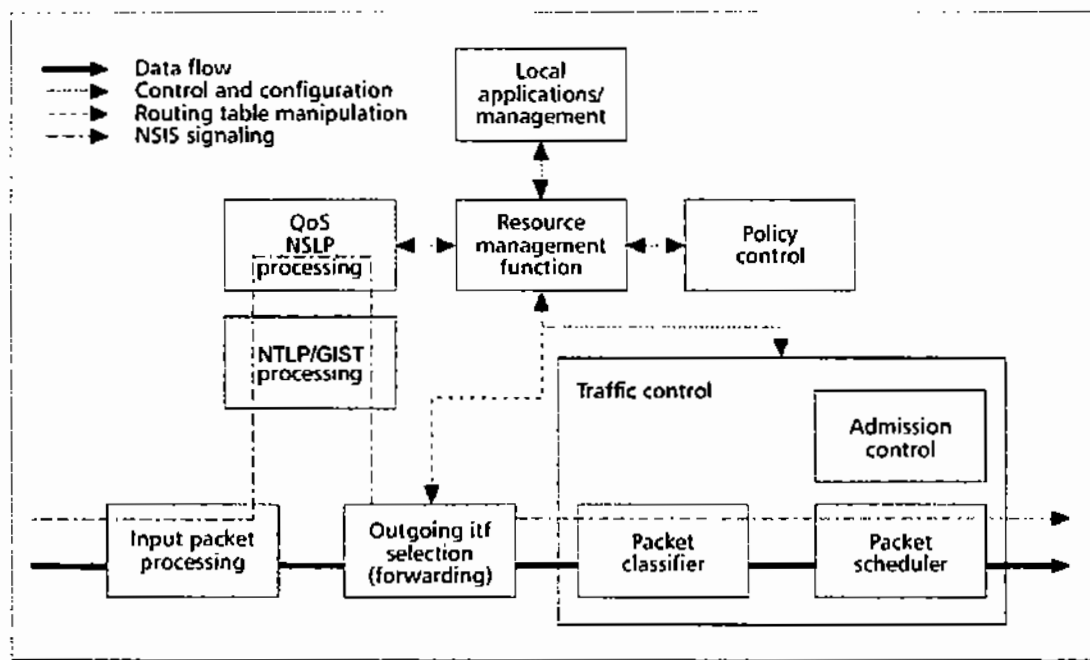 Data flow
Control and configuration
Routing table manipulation
NSIS signaling
Local
applications/
management
QoS
NSLP
processing
Resource
management
function
Policy
control
NTLP/GIST
processing
Traffic control
Admission
control
Input packet
processing
Outgoing itf
selection
(forwarding)
Packet
classifier
Packet
scheduler